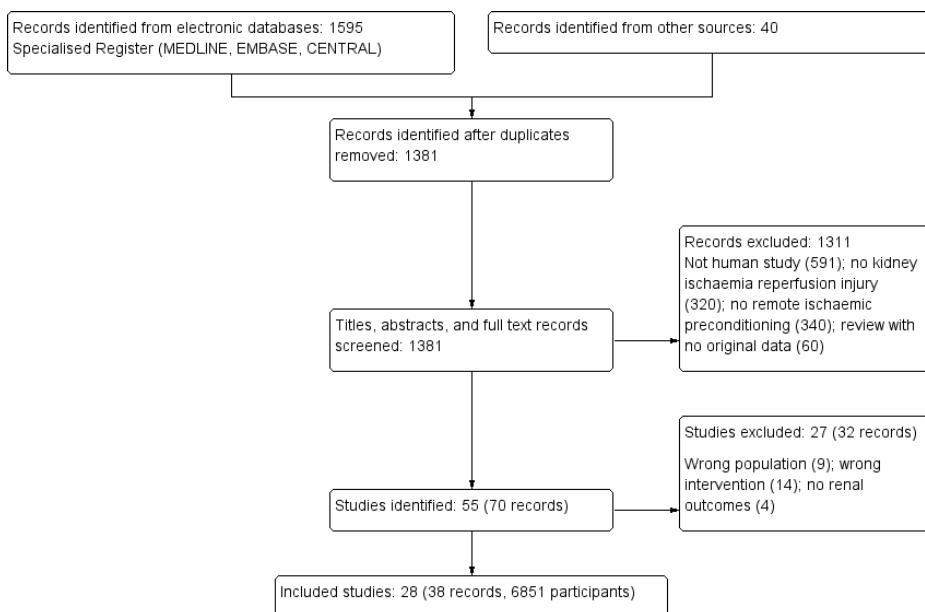 Records identified from electronic databases: 1595
Specialised Register (MEDLINE, EMBASE, CENTRAL)
Records identified from other sources: 40
Records identified after duplicates
removed: 1381
Records excluded: 1311
Not human study (591); no kidney
ischaemia reperfusion injury
(320); no remote ischaemic
preconditioning (340); review with
no original data (60)
Titles, abstracts, and full text records
screened: 1381
Studies excluded: 27 (32 records)
Wrong population (9); wrong
intervention (14); no renal
outcomes (4)
Studies identified: 55 (70 records)
Included studies: 28 (38 records, 6851 participants)